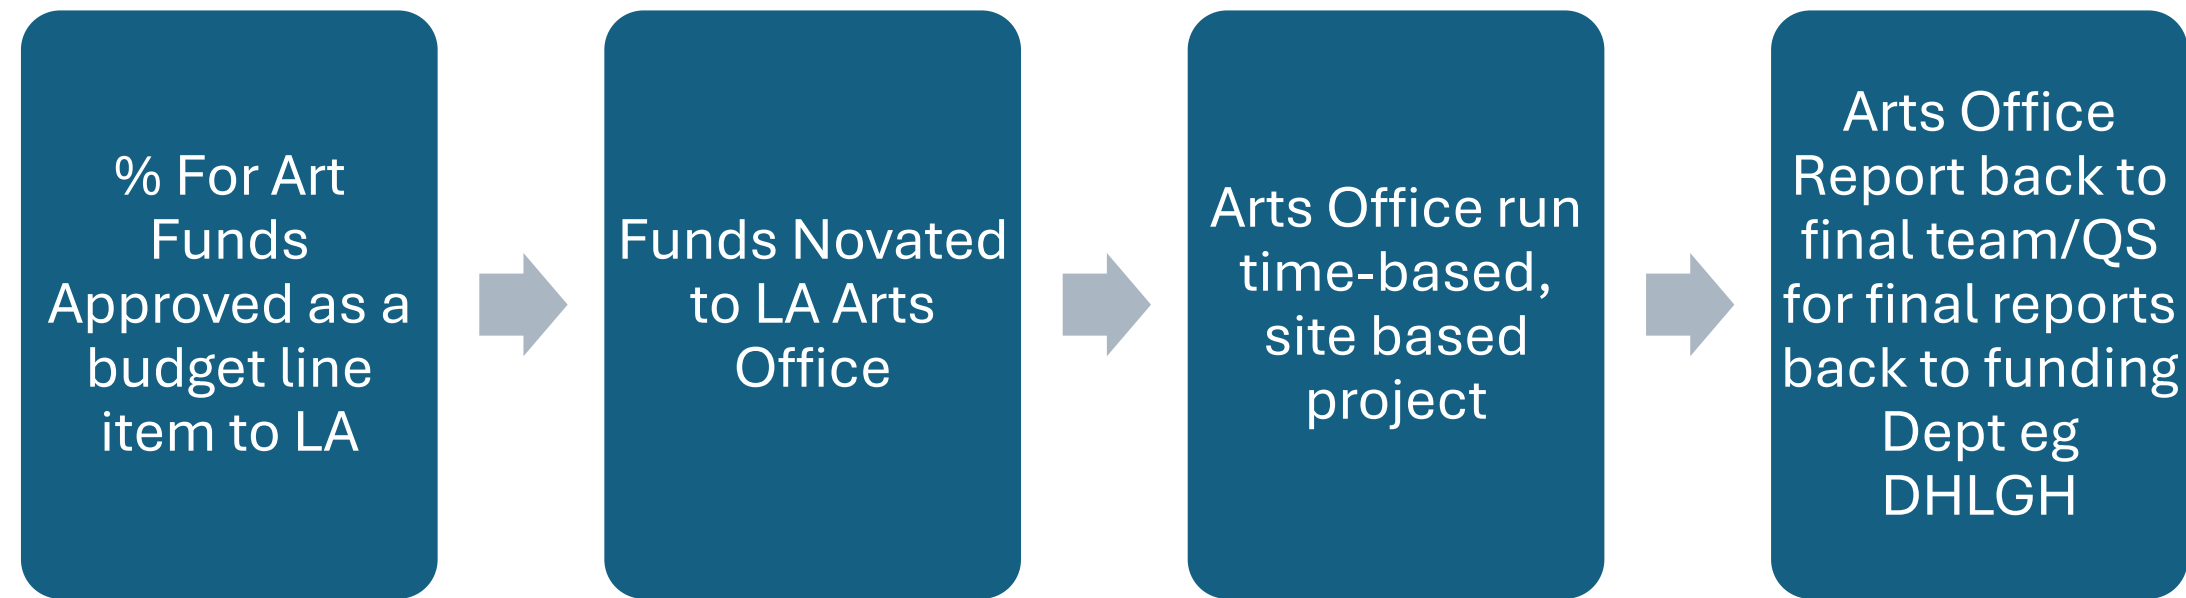 % For Art
Funds
Approved as a
budget line
item to LA
Funds Novated
to LA Arts
Office
Arts Office run
time-based,
site based
project
Arts Office
Report back to
final team/QS
for final reports
back to funding
Dept eg
DHLGH